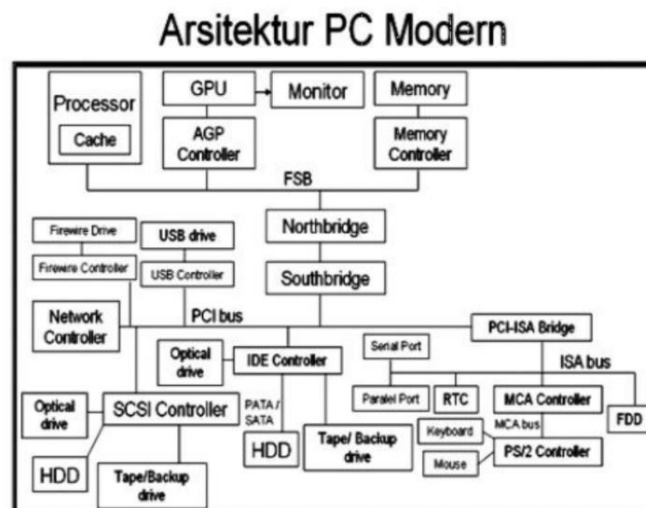 Arsitektur PC Modern
Processor
Cache
GPU
Monitor
Memory
AGP
Controller
Memory
Controller
FSB
Northbridge
Southbridge
Firewire Drive
Firewire Controller
USB drive
USB Controller
PCI bus
Network
Controller
PCI-ISA Bridge
Optical
drive
IDE Controller
Serial Port
ISA bus
Paralel Port
RTC
MCA Controller
FDD
Optical
drive
SCSI Controller
PATA /
SATA
HDD
Tape/ Backup
drive
Keyboard
MCA bus
Mouse
PS/2 Controller
HDD
Tape/Backup
drive